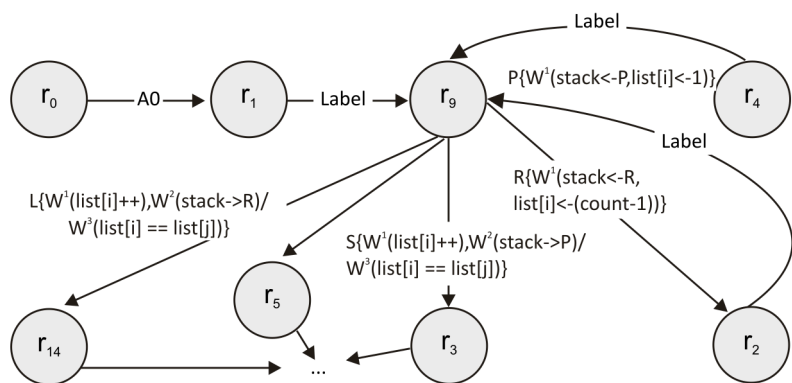 Label
r₀
A0
r₁
Label
r₉
P{W¹(stack<-P,list[i]<-1)}
r₄
Label
L{W¹(list[i]++),W²(stack->R)/
W³(list[i] == list[j])}
R{W¹(stack<-R,
list[i]<-(count-1))}
S{W¹(list[i]++),W²(stack->P)/
W³(list[i] == list[j])}
r₅
r₁₄
...
r₃
r₂